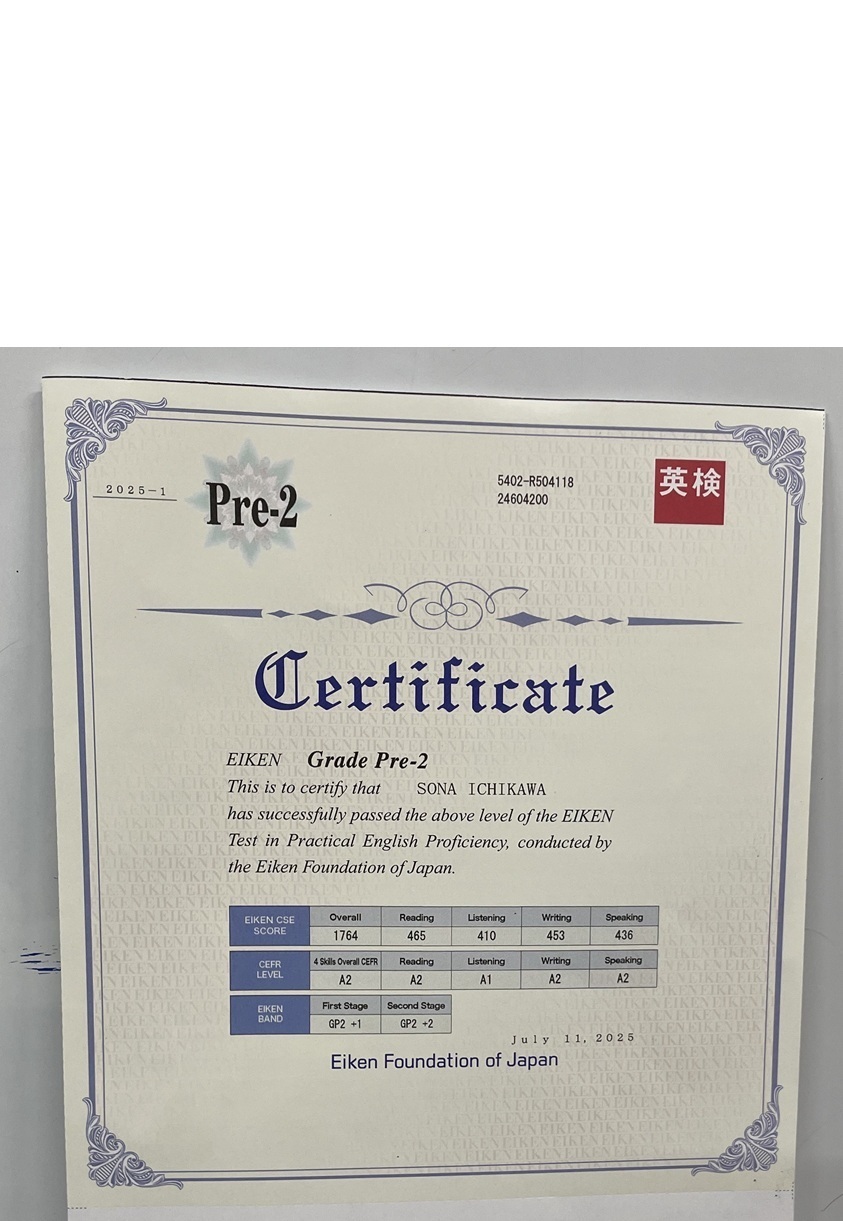 2025-1
Pre-2
5402-R504118
24604200
英検
Certificate
EIKEN Grade Pre-2
This is to certify that SONA ICHIKAWA
has successfully passed the above level of the EIKEN
Test in Practical English Proficiency, conducted by
the Eiken Foundation of Japan.
EIKEN CSE SCORE Overall Reading Listening Writing Speaking
1764 465 410 453 436
CEFR LEVEL 4 Skills Overall CEFR Reading Listening Writing Speaking
A2 A2 A1 A2 A2
EIKEN BAND First Stage Second Stage
GP2 +1 GP2 +2
July 11, 2025
Eiken Foundation of Japan